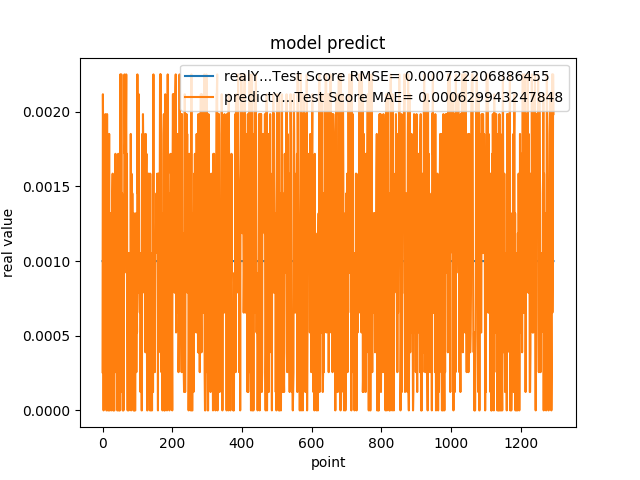 model predict
realY...Test Score RMSE= 0.000722206886455
predictY...Test Score MAE= 0.000629943247848
0.0020
0.0015
0.0010
0.0005
0.0000
real value
0 200 400 600 800 1000 1200
point